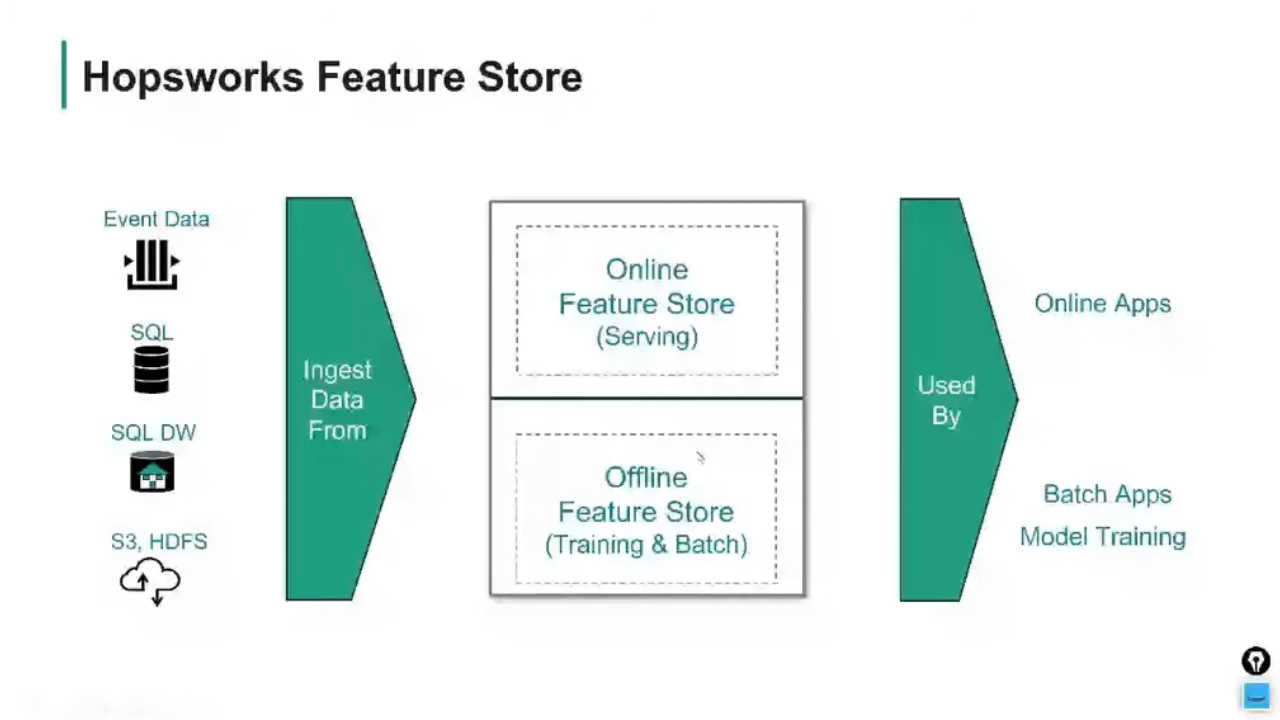 Hopsworks Feature Store
Event Data
SQL
SQL DW
S3, HDFS
Ingest
Data
From
Online
Feature Store
(Serving)
Offline
Feature Store
(Training & Batch)
Used
By
Online Apps
Batch Apps
Model Training